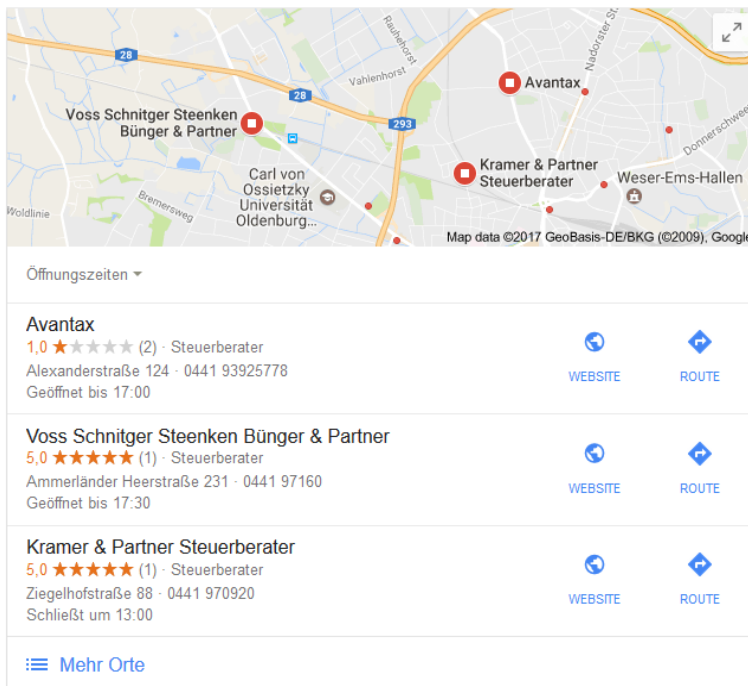 28
Rauhehorst
Vahlenhorst
Nadorster St.
28
Avantax
Voss Schnitger Steenken
Bünger & Partner
293
Donnerschwee
Kramer & Partner
Steuerberater
Carl von
Ossietzky
Universität
Oldenburg...
Weser-Ems-Hallen
Bremersweg
Woldlinie
Map data ©2017 GeoBasis-DE/BKG (©2009), Google
Öffnungszeiten
Avantax
1,0 ★★★★★ (2) · Steuerberater
Alexanderstraße 124 · 0441 93925778
Geöffnet bis 17:00
WEBSITE
ROUTE
Voss Schnitger Steenken Bünger & Partner
5,0 ★★★★★ (1) · Steuerberater
Ammerländer Heerstraße 231 · 0441 97160
Geöffnet bis 17:30
WEBSITE
ROUTE
Kramer & Partner Steuerberater
5,0 ★★★★★ (1) · Steuerberater
Ziegelhofstraße 88 · 0441 970920
Schließt um 13:00
WEBSITE
ROUTE
Mehr Orte